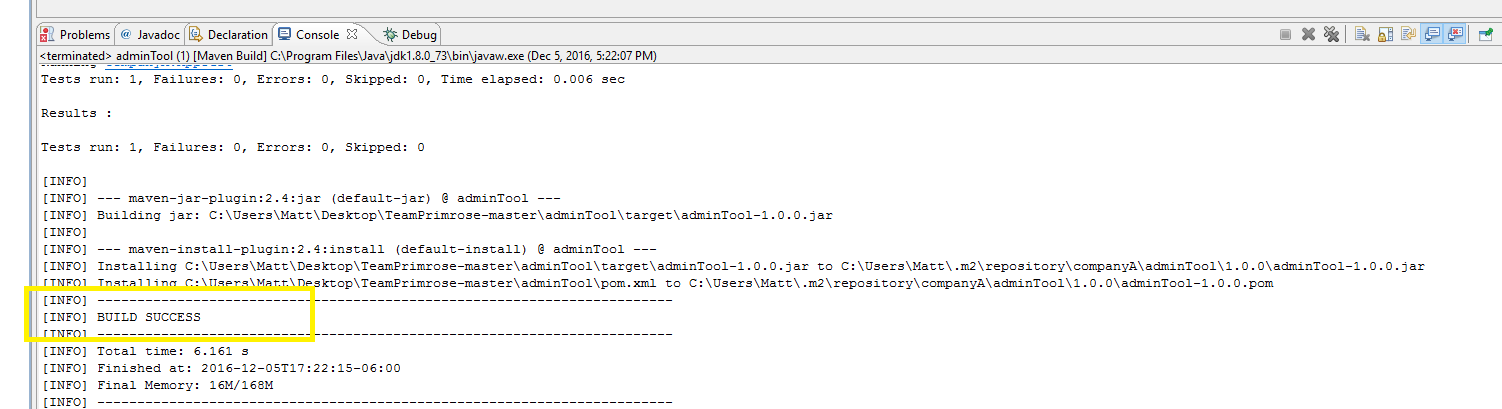 Problems @ Javadoc Declaration Console Debug
<terminated> adminTool (1) [Maven Build] C:\Program Files\Java\jdk1.8.0_73\bin\javaw.exe (Dec 5, 2016, 5:22:07 PM)
Tests run: 1, Failures: 0, Errors: 0, Skipped: 0, Time elapsed: 0.006 sec
Results :
Tests run: 1, Failures: 0, Errors: 0, Skipped: 0
[INFO]
[INFO] --- maven-jar-plugin:2.4:jar (default-jar) @ adminTool ---
[INFO] Building jar: C:\Users\Matt\Desktop\TeamPrimrose-master\adminTool\target\adminTool-1.0.0.jar
[INFO]
[INFO] --- maven-install-plugin:2.4:install (default-install) @ adminTool ---
[INFO] Installing C:\Users\Matt\Desktop\TeamPrimrose-master\adminTool\target\adminTool-1.0.0.jar to C:\Users\Matt\.m2\repository\companyA\adminTool\1.0.0\adminTool-1.0.0.jar
[INFO] Installing C:\Users\Matt\Desktop\TeamPrimrose-master\adminTool\pom.xml to C:\Users\Matt\.m2\repository\companyA\adminTool\1.0.0\adminTool-1.0.0.pom
[INFO] ------------------------------------------------------------------------
[INFO] BUILD SUCCESS
[INFO] ------------------------------------------------------------------------
[INFO] Total time: 6.161 s
[INFO] Finished at: 2016-12-05T17:22:15-06:00
[INFO] Final Memory: 16M/168M
[INFO] ------------------------------------------------------------------------